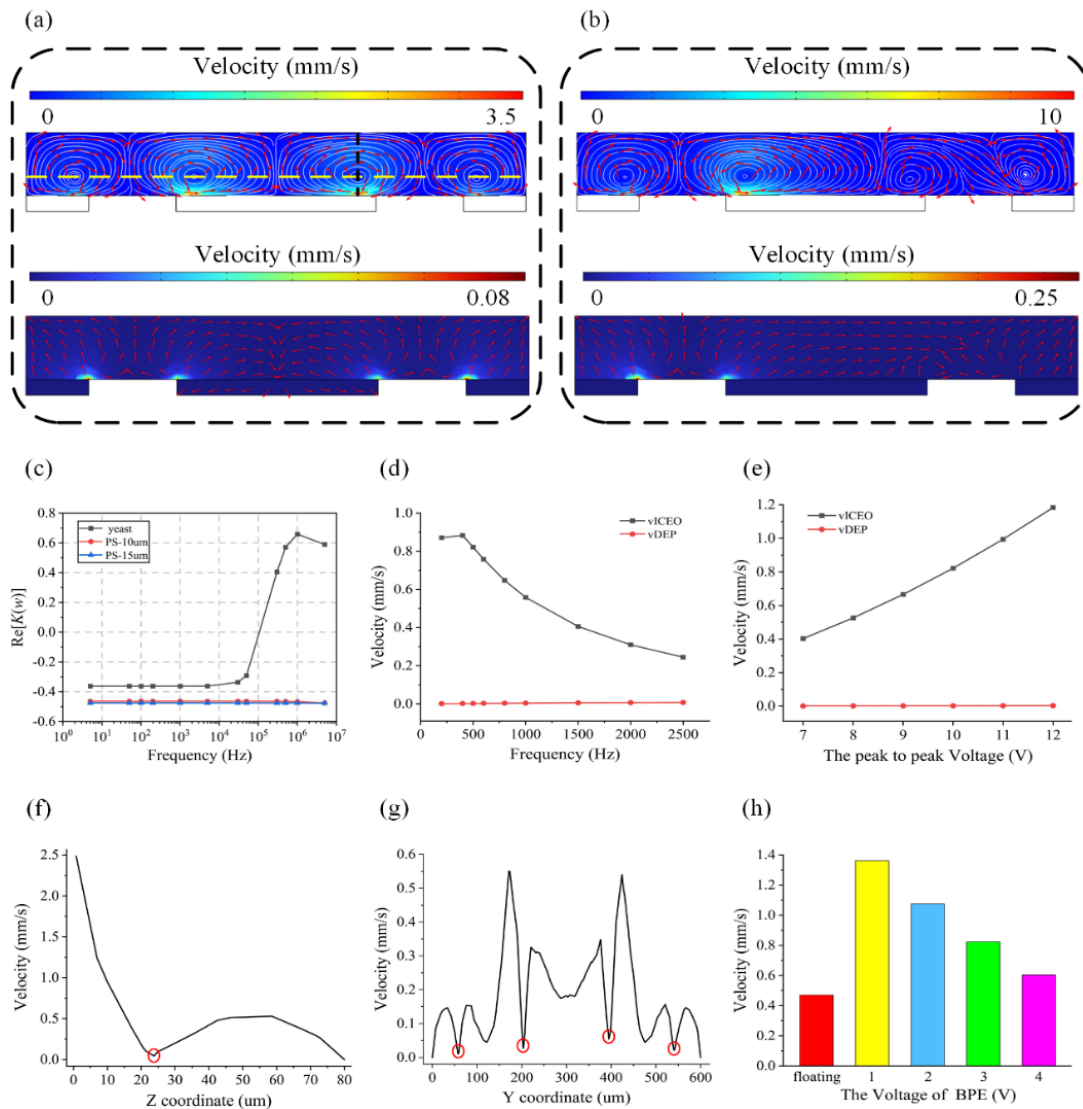 (a)
Velocity (mm/s)
0 3.5
Velocity (mm/s)
0 0.08
(b)
Velocity (mm/s)
0 10
Velocity (mm/s)
0 0.25
(c)
0.8
0.6
0.4
0.2
0.0
-0.2
-0.4
-0.6
Re[K(w)]
yeast
PS-10um
PS-15um
10⁰ 10¹ 10² 10³ 10⁴ 10⁵ 10⁶ 10⁷
Frequency (Hz)
(d)
1.0
0.8
0.6
0.4
0.2
0.0
Velocity (mm/s)
vICEO
vDEP
0 500 1000 1500 2000 2500
Frequency (Hz)
(e)
1.2
1.0
0.8
0.6
0.4
0.2
0.0
Velocity (mm/s)
vICEO
vDEP
7 8 9 10 11 12
The peak to peak Voltage (V)
(f)
2.5
2.0
1.5
1.0
0.5
0.0
Velocity (mm/s)
0 10 20 30 40 50 60 70 80
Z coordinate (um)
(g)
0.6
0.5
0.4
0.3
0.2
0.1
0.0
Velocity (mm/s)
0 100 200 300 400 500 600
Y coordinate (um)
(h)
1.4
1.2
1.0
0.8
0.6
0.4
0.2
0.0
Velocity (mm/s)
floating 1 2 3 4
The Voltage of BPE (V)